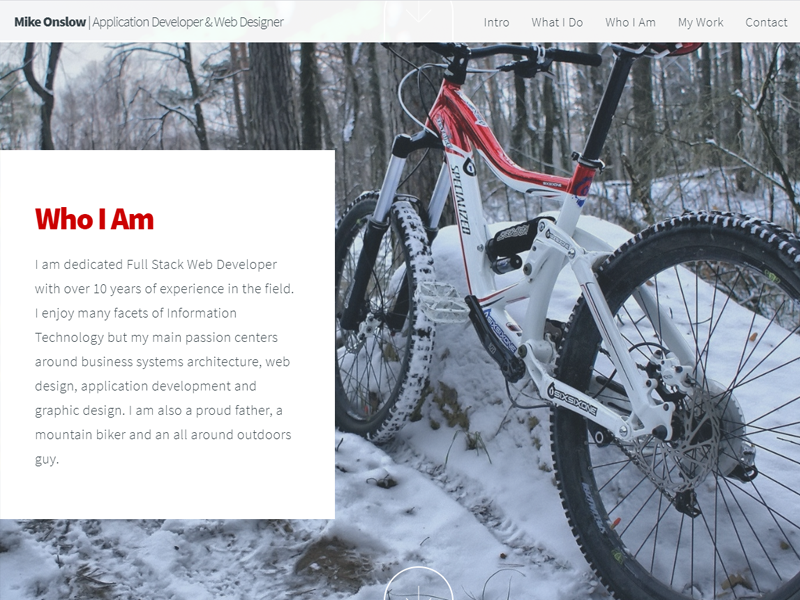 Mike Onslow | Application Developer & Web Designer
Intro What I Do Who I Am My Work Contact
Who I Am
I am dedicated Full Stack Web Developer
with over 10 years of experience in the field.
I enjoy many facets of Information
Technology but my main passion centers
around business systems architecture, web
design, application development and
graphic design. I am also a proud father, a
mountain biker and an all around outdoors
guy.
SPECIALIZED
SIXSIXONE
SIXSIXONE